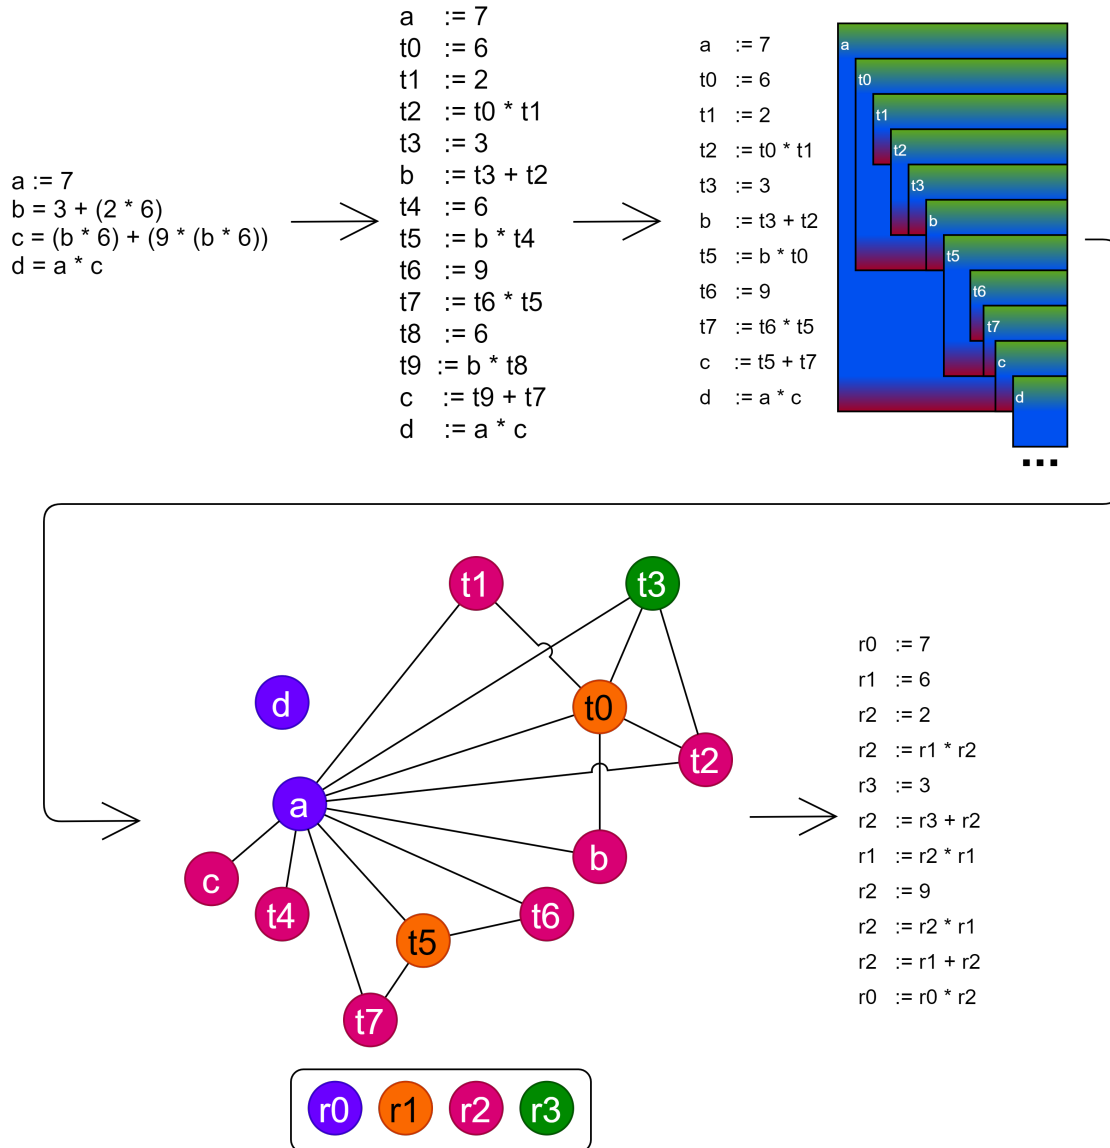 a := 7
b = 3 + (2 * 6)
c = (b * 6) + (9 * (b * 6))
d = a * c
a := 7
t0 := 6
t1 := 2
t2 := t0 * t1
t3 := 3
b := t3 + t2
t4 := 6
t5 := b * t4
t6 := 9
t7 := t6 * t5
t8 := 6
t9 := b * t8
c := t9 + t7
d := a * c
a := 7
t0 := 6
t1 := 2
t2 := t0 * t1
t3 := 3
b := t3 + t2
t5 := b * t0
t6 := 9
t7 := t6 * t5
c := t5 + t7
d := a * c
a
t0
t1
t2
t3
b
t5
t6
t7
c
d
...
t1
t3
d
t0
t2
a
b
c
t4
t6
t5
t7
r0 r1 r2 r3
r0 := 7
r1 := 6
r2 := 2
r2 := r1 * r2
r3 := 3
r2 := r3 + r2
r1 := r2 * r1
r2 := 9
r2 := r2 * r1
r2 := r1 + r2
r0 := r0 * r2